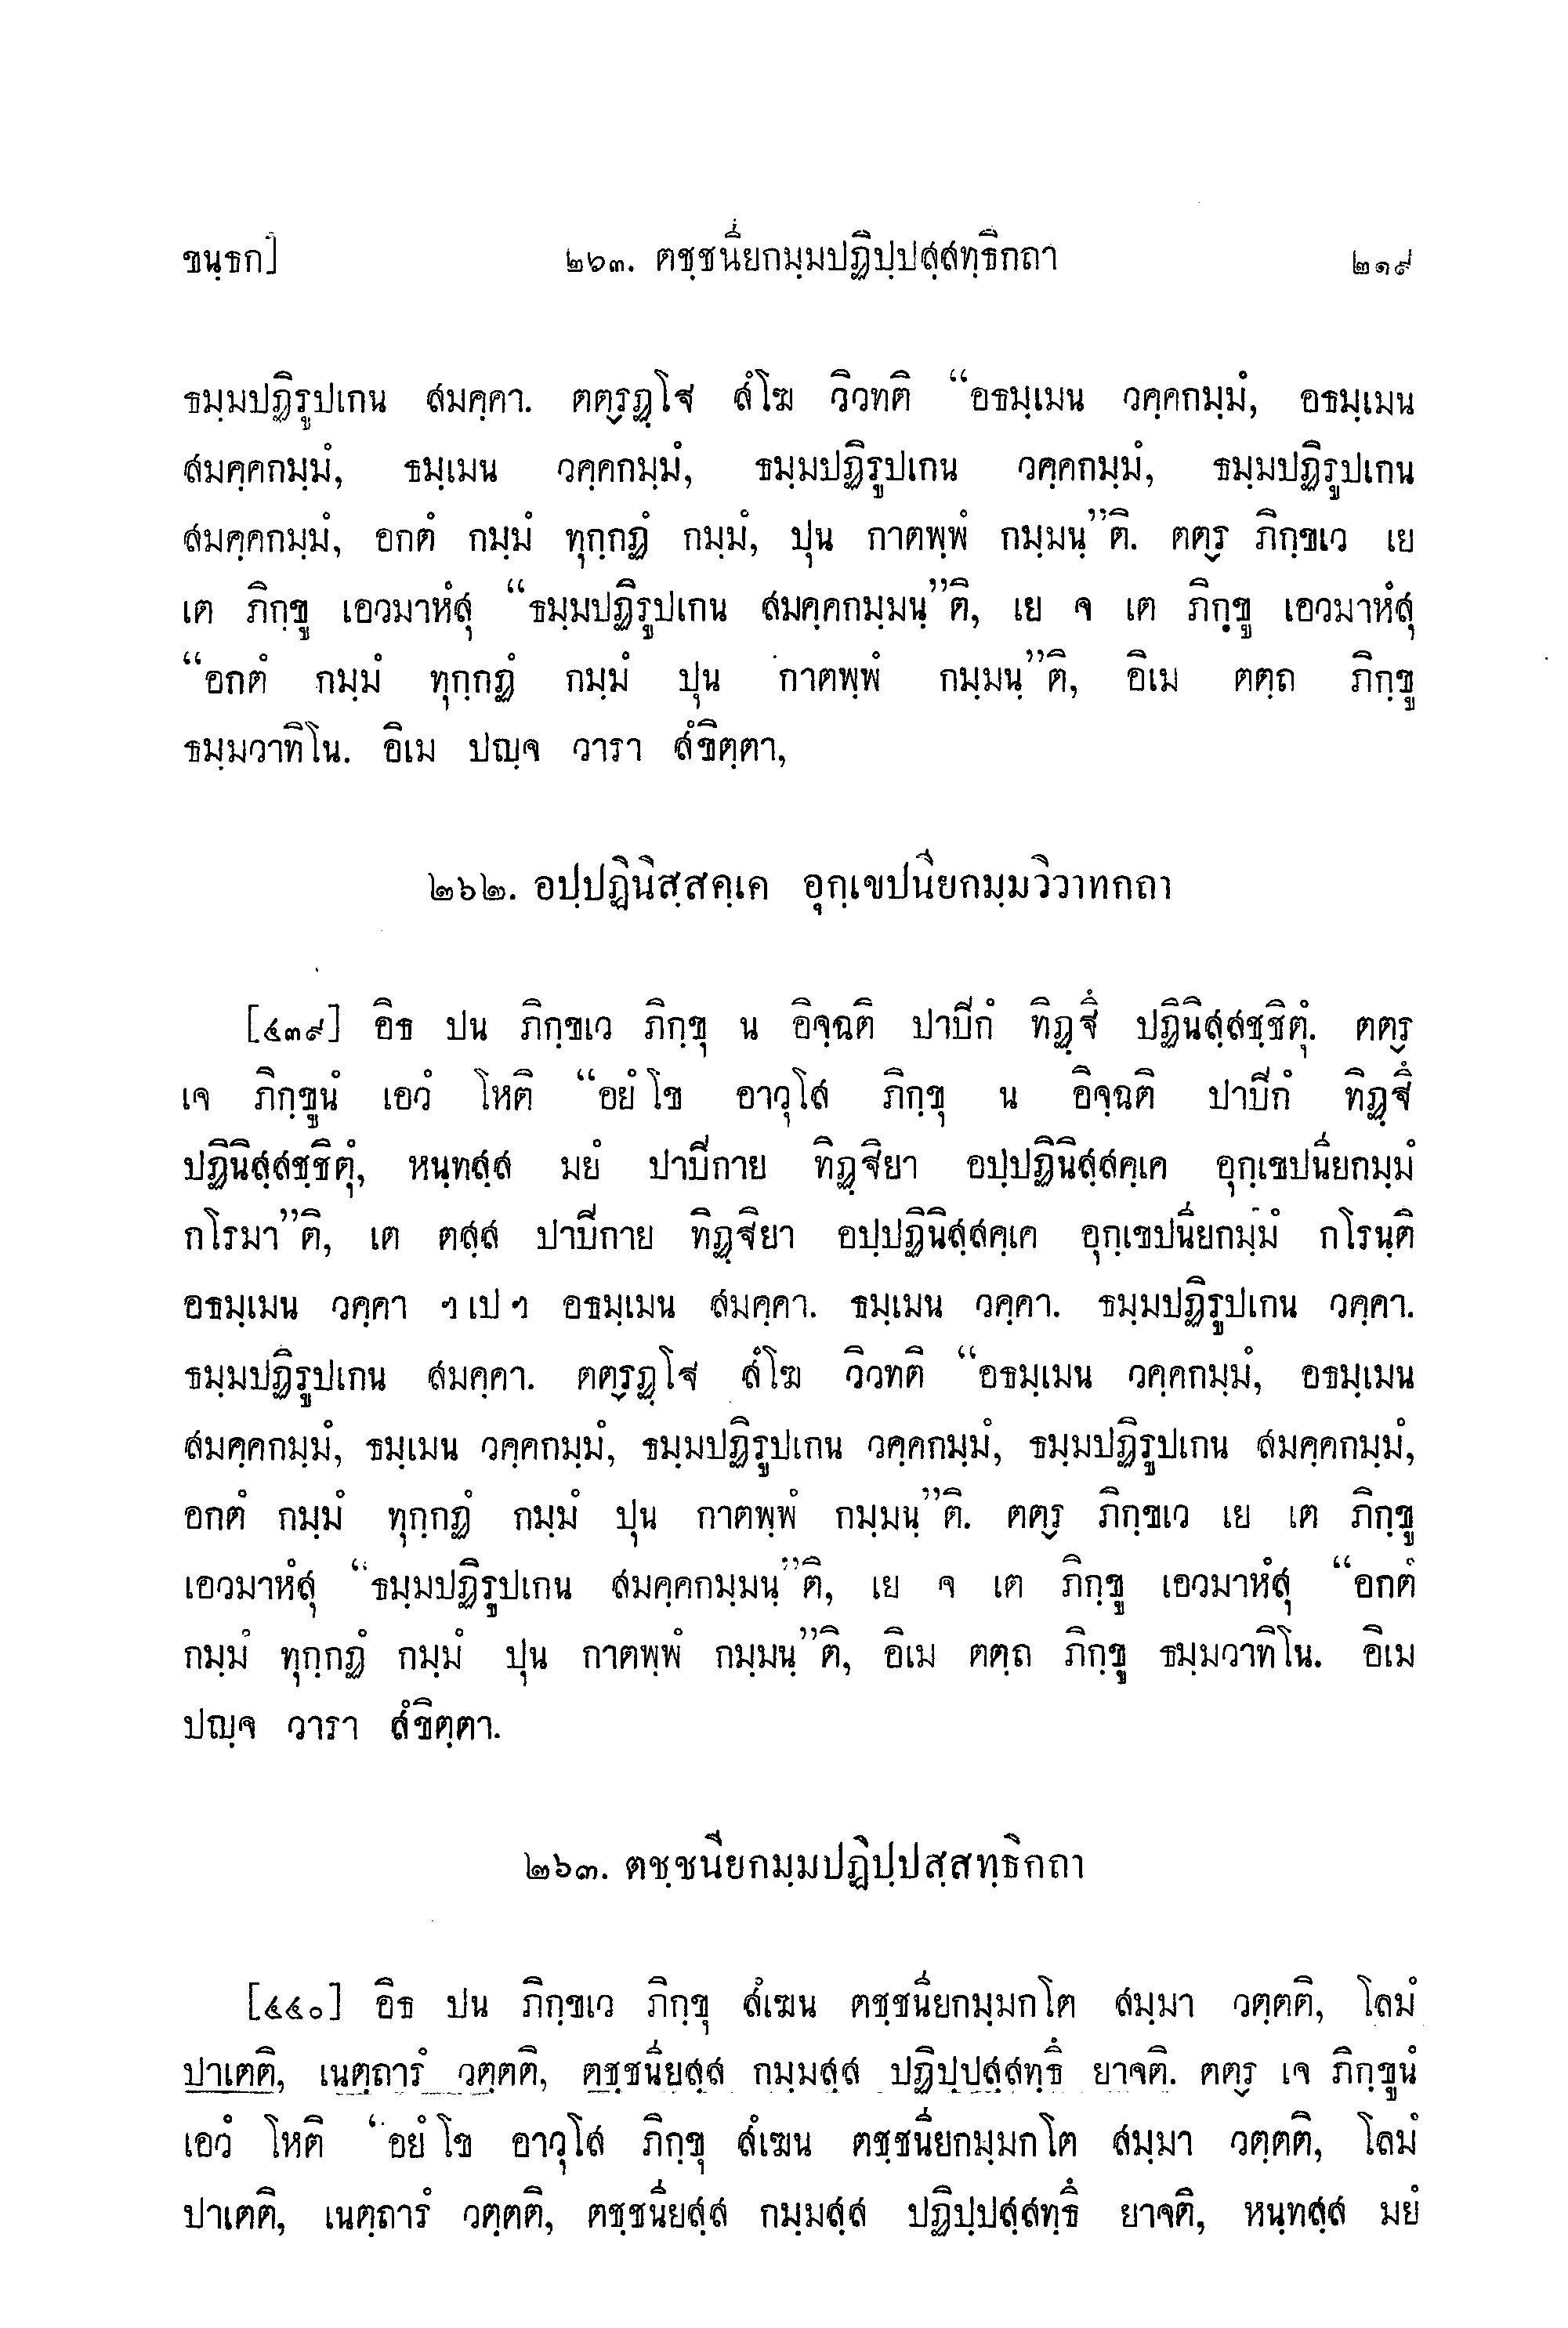 ขนฺธก]	๒๖๓. ตชฺชนียกมฺมปฏิปฺปสฺสทฺธิกถา	๒๑๙
ธมฺมปฏิรูปเกน สมคฺคา. ตตฺรฏฺโฐ สํโฆ วิวทติ “อธมฺเมน วคฺคกมฺมํ, อธมฺเมน
สมคฺคกมฺมํ, ธมฺเมน วคฺคกมฺมํ, ธมฺมปฏิรูปเกน วคฺคกมฺมํ, ธมฺมปฏิรูปเกน
สมคฺคกมฺมํ, อกตํ กมฺมํ ทุกฺกฏํ กมฺมํ, ปุน กาตพฺพํ กมฺมนฺ”ติ. ตตฺร ภิกฺขเว เย
เต ภิกฺขู เอวมาหํสุ “ธมฺมปฏิรูปเกน สมคฺคกมฺมนฺ”ติ, เย จ เต ภิกฺขู เอวมาหํสุ
“อกตํ กมฺมํ ทุกฺกฏํ กมฺมํ ปุน กาตพฺพํ กมฺมนฺ”ติ, อิเม ตตฺถ ภิกฺขู
ธมฺมวาทิโน. อิเม ปญฺจ วารา สํขิตฺตา,
๒๖๒. อปฺปฏินิสฺสคฺเค อุกฺเขปนียกมฺมวิวาทกถา
[๔๓๙] อิธ ปน ภิกฺขเว ภิกฺขุ น อิจฺฉติ ปาปิกํ ทิฏฺฐึ ปฏินิสฺสชฺชิตุํ. ตตฺร
เจ ภิกฺขูนํ เอวํ โหติ “อยํ โข อาวุโส ภิกฺขุ น อิจฺฉติ ปาปิกํ ทิฏฺฐึ
ปฏินิสฺสชฺชิตุํ, หนฺทสฺส มยํ ปาปิกาย ทิฏฺฐิยา อปฺปฏินิสฺสคฺเค อุกฺเขปนียกมฺมํ
กโรมา”ติ, เต ตสฺส ปาปิกาย ทิฏฺฐิยา อปฺปฏินิสฺสคฺเค อุกฺเขปนียกมฺมํ กโรนฺติ
อธมฺเมน วคฺคา ฯ เป ฯ อธมฺเมน สมคฺคา. ธมฺเมน วคฺคา. ธมฺมปฏิรูปเกน วคฺคา.
ธมฺมปฏิรูปเกน สมคฺคา. ตตฺรฏฺโฐ สํโฆ วิวทติ “อธมฺเมน วคฺคกมฺมํ, อธมฺเมน
สมคฺคกมฺมํ, ธมฺเมน วคฺคกมฺมํ, ธมฺมปฏิรูปเกน วคฺคกมฺมํ, ธมฺมปฏิรูปเกน สมคฺคกมฺมํ,
อกตํ กมฺมํ ทุกฺกฏํ กมฺมํ ปุน กาตพฺพํ กมฺมนฺ”ติ. ตตฺร ภิกฺขเว เย เต ภิกฺขู
เอวมาหํสุ “ธมฺมปฏิรูปเกน สมคฺคกมฺมนฺ”ติ, เย จ เต ภิกฺขู เอวมาหํสุ “อกตํ
กมฺมํ ทุกฺกฏํ กมฺมํ ปุน กาตพฺพํ กมฺมนฺ”ติ, อิเม ตตฺถ ภิกฺขู ธมฺมวาทิโน. อิเม
ปญฺจ วารา สํขิตฺตา.
๒๖๓. ตชฺชนียกมฺมปฏิปฺปสฺสทฺธิกถา
[๔๔๐] อิธ ปน ภิกฺขเว ภิกฺขุ สํเฆน ตชฺชนียกมฺมกโต สมฺมา วตฺตติ, โลมํ
ปาเตติ, เนตฺถารํ วตฺตติ, ตชฺชนียสฺส กมฺมสฺส ปฏิปฺปสฺสทฺธึ ยาจติ. ตตฺร เจ ภิกฺขูนํ
เอวํ โหติ “อยํ โข อาวุโส ภิกฺขุ สํเฆน ตชฺชนียกมฺมกโต สมฺมา วตฺตติ, โลมํ
ปาเตติ, เนตฺถารํ วตฺตติ, ตชฺชนียสฺส กมฺมสฺส ปฏิปฺปสฺสทฺธึ ยาจติ, หนฺทสฺส มยํ